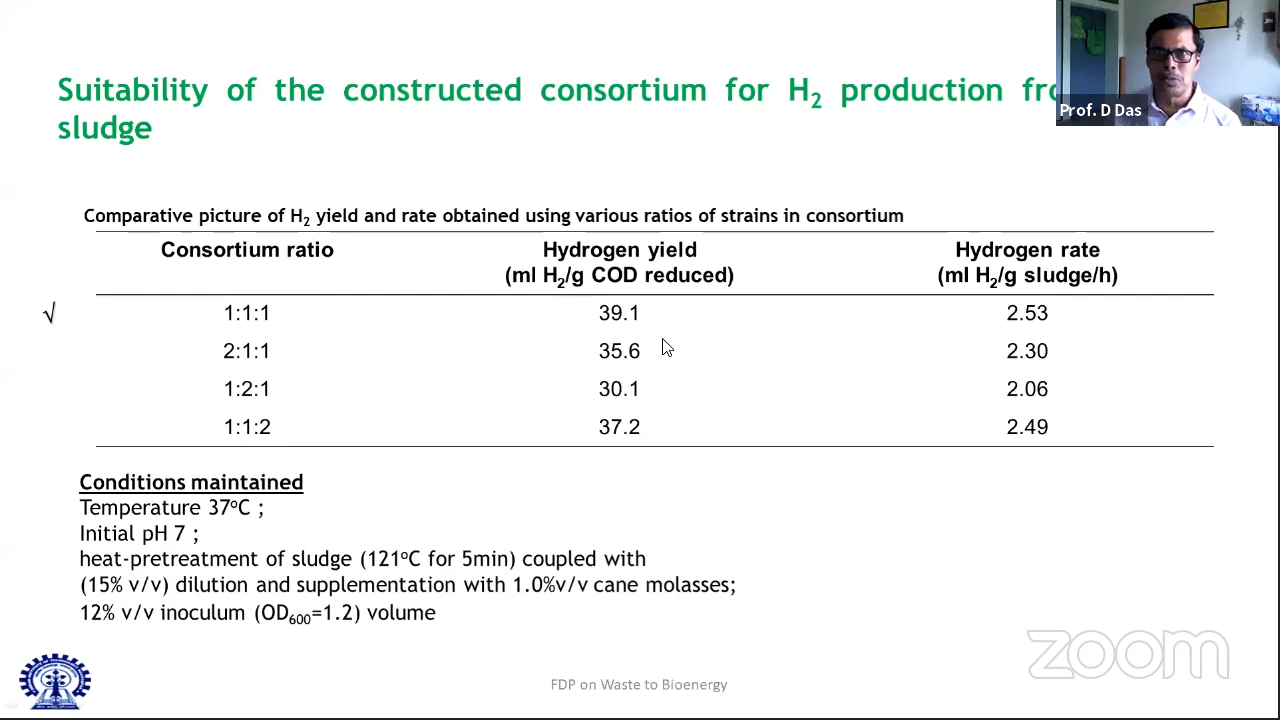 Suitability of the constructed consortium for H₂ production
sludge
Prof. D Das
Comparative picture of H₂ yield and rate obtained using various ratios of strains in consortium
Consortium ratio Hydrogen yield Hydrogen rate
(ml H₂/g COD reduced) (ml H₂/g sludge/h)
√ 1:1:1 39.1 2.53
2:1:1 35.6 2.30
1:2:1 30.1 2.06
1:1:2 37.2 2.49
Conditions maintained
Temperature 37°C ;
Initial pH 7 ;
heat-pretreatment of sludge (121°C for 5min) coupled with
(15% v/v) dilution and supplementation with 1.0%v/v cane molasses;
12% v/v inoculum (OD₆₀₀=1.2) volume
zoom
FDP on Waste to Bioenergy